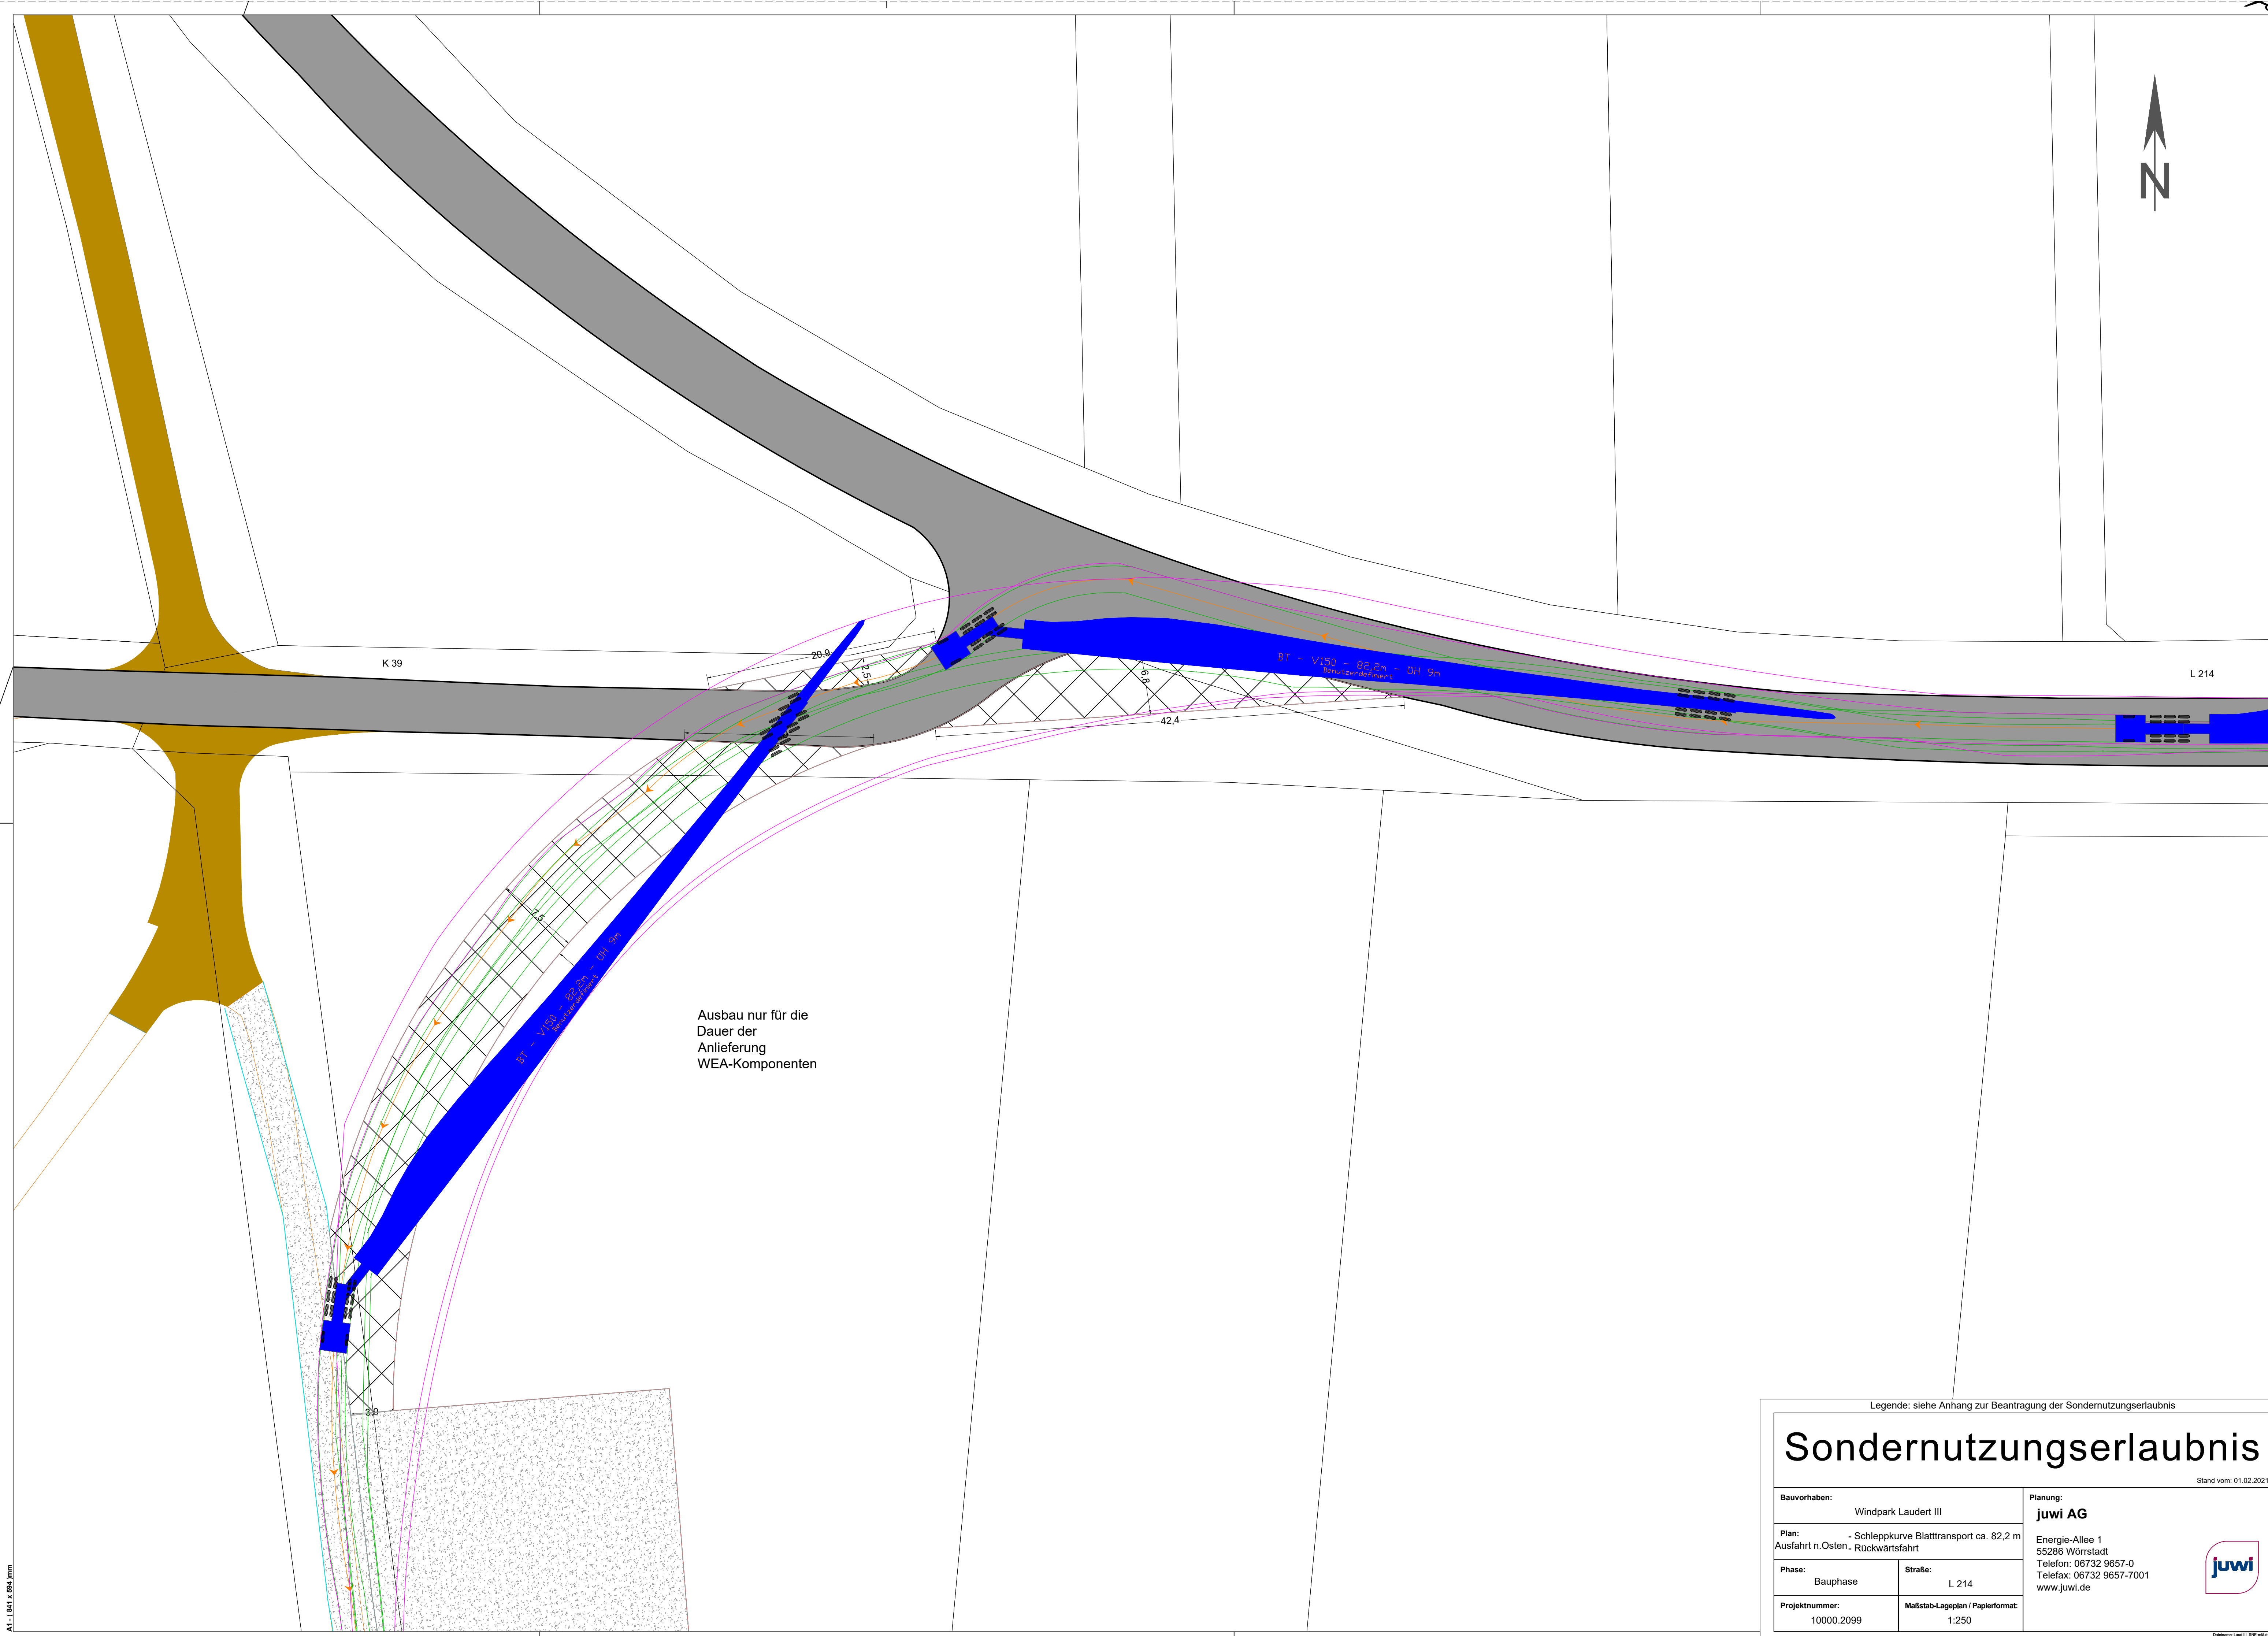 N
K 39
L 214
20,9
2,5
6,8
42,4
BT - V150 - 82,2m - ÜH 9m
Benutzerdefiniert
7,5
BT - V150 - 82,2m - ÜH 9m
Benutzerdefiniert
Ausbau nur für die
Dauer der
Anlieferung
WEA-Komponenten
3,9
A1 - ( 841 x 594 )mm
Legende: siehe Anhang zur Beantragung der Sondernutzungserlaubnis
Sondernutzungserlaubnis
Stand vom: 01.02.2021
Bauvorhaben:
Windpark Laudert III
Plan:
Ausfahrt n.Osten
- Schleppkurve Blatttransport ca. 82,2 m
- Rückwärtsfahrt
Phase:
Bauphase
Straße:
L 214
Projektnummer:
10000.2099
Maßstab-Lageplan / Papierformat:
1:250
Planung:
juwi AG
Energie-Allee 1
55286 Wörrstadt
Telefon: 06732 9657-0
Telefax: 06732 9657-7001
www.juwi.de
juwi